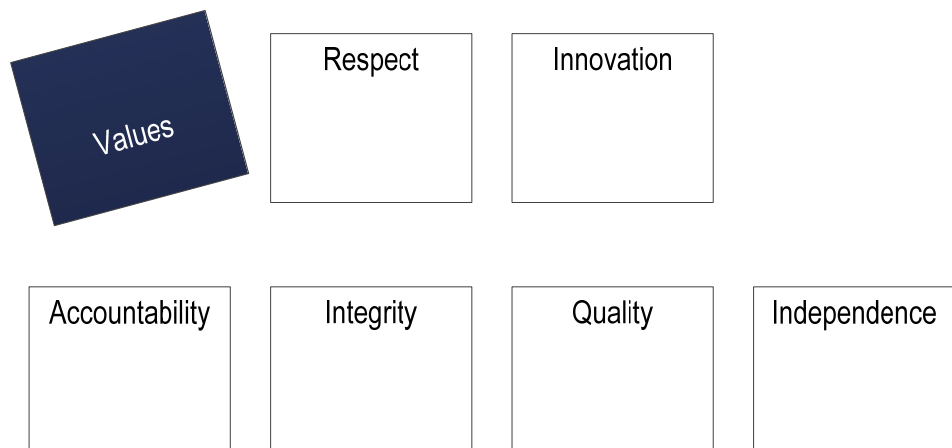 Values
Respect
Innovation
Accountability
Integrity
Quality
Independence